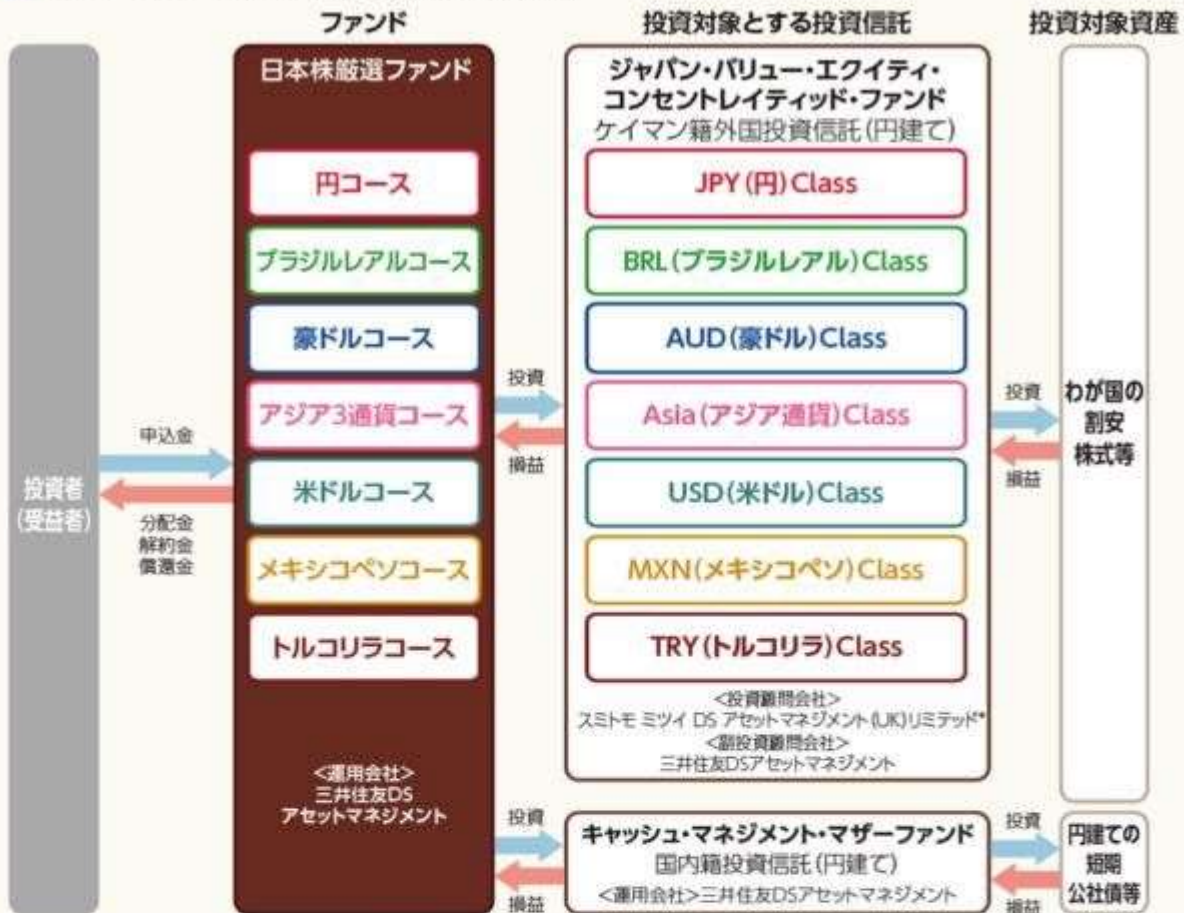 ファンド
投資対象とする投資信託
投資対象資産
投資者
(受益者)
申込金
分配金
解約金
償還金
日本株厳選ファンド
円コース
ブラジルレアルコース
豪ドルコース
アジア3通貨コース
米ドルコース
メキシコペソコース
トルコリラコース
<運用会社>
三井住友DS
アセットマネジメント
投資
損益
投資
損益
ジャパン・バリュー・エクイティ・
コンセントレイティッド・ファンド
ケイマン籍外国投資信託(円建て)
JPY(円)Class
BRL(ブラジルレアル)Class
AUD(豪ドル)Class
Asia(アジア通貨)Class
USD(米ドル)Class
MXN(メキシコペソ)Class
TRY(トルコリラ)Class
<投資顧問会社>
スミトモ ミツイ DS アセットマネジメント(UK)リミテッド*
<副投資顧問会社>
三井住友DSアセットマネジメント
キャッシュ・マネジメント・マザーファンド
国内籍投資信託(円建て)
<運用会社>三井住友DSアセットマネジメント
投資
損益
投資
損益
わが国の
割安
株式等
円建ての
短期
公社債等